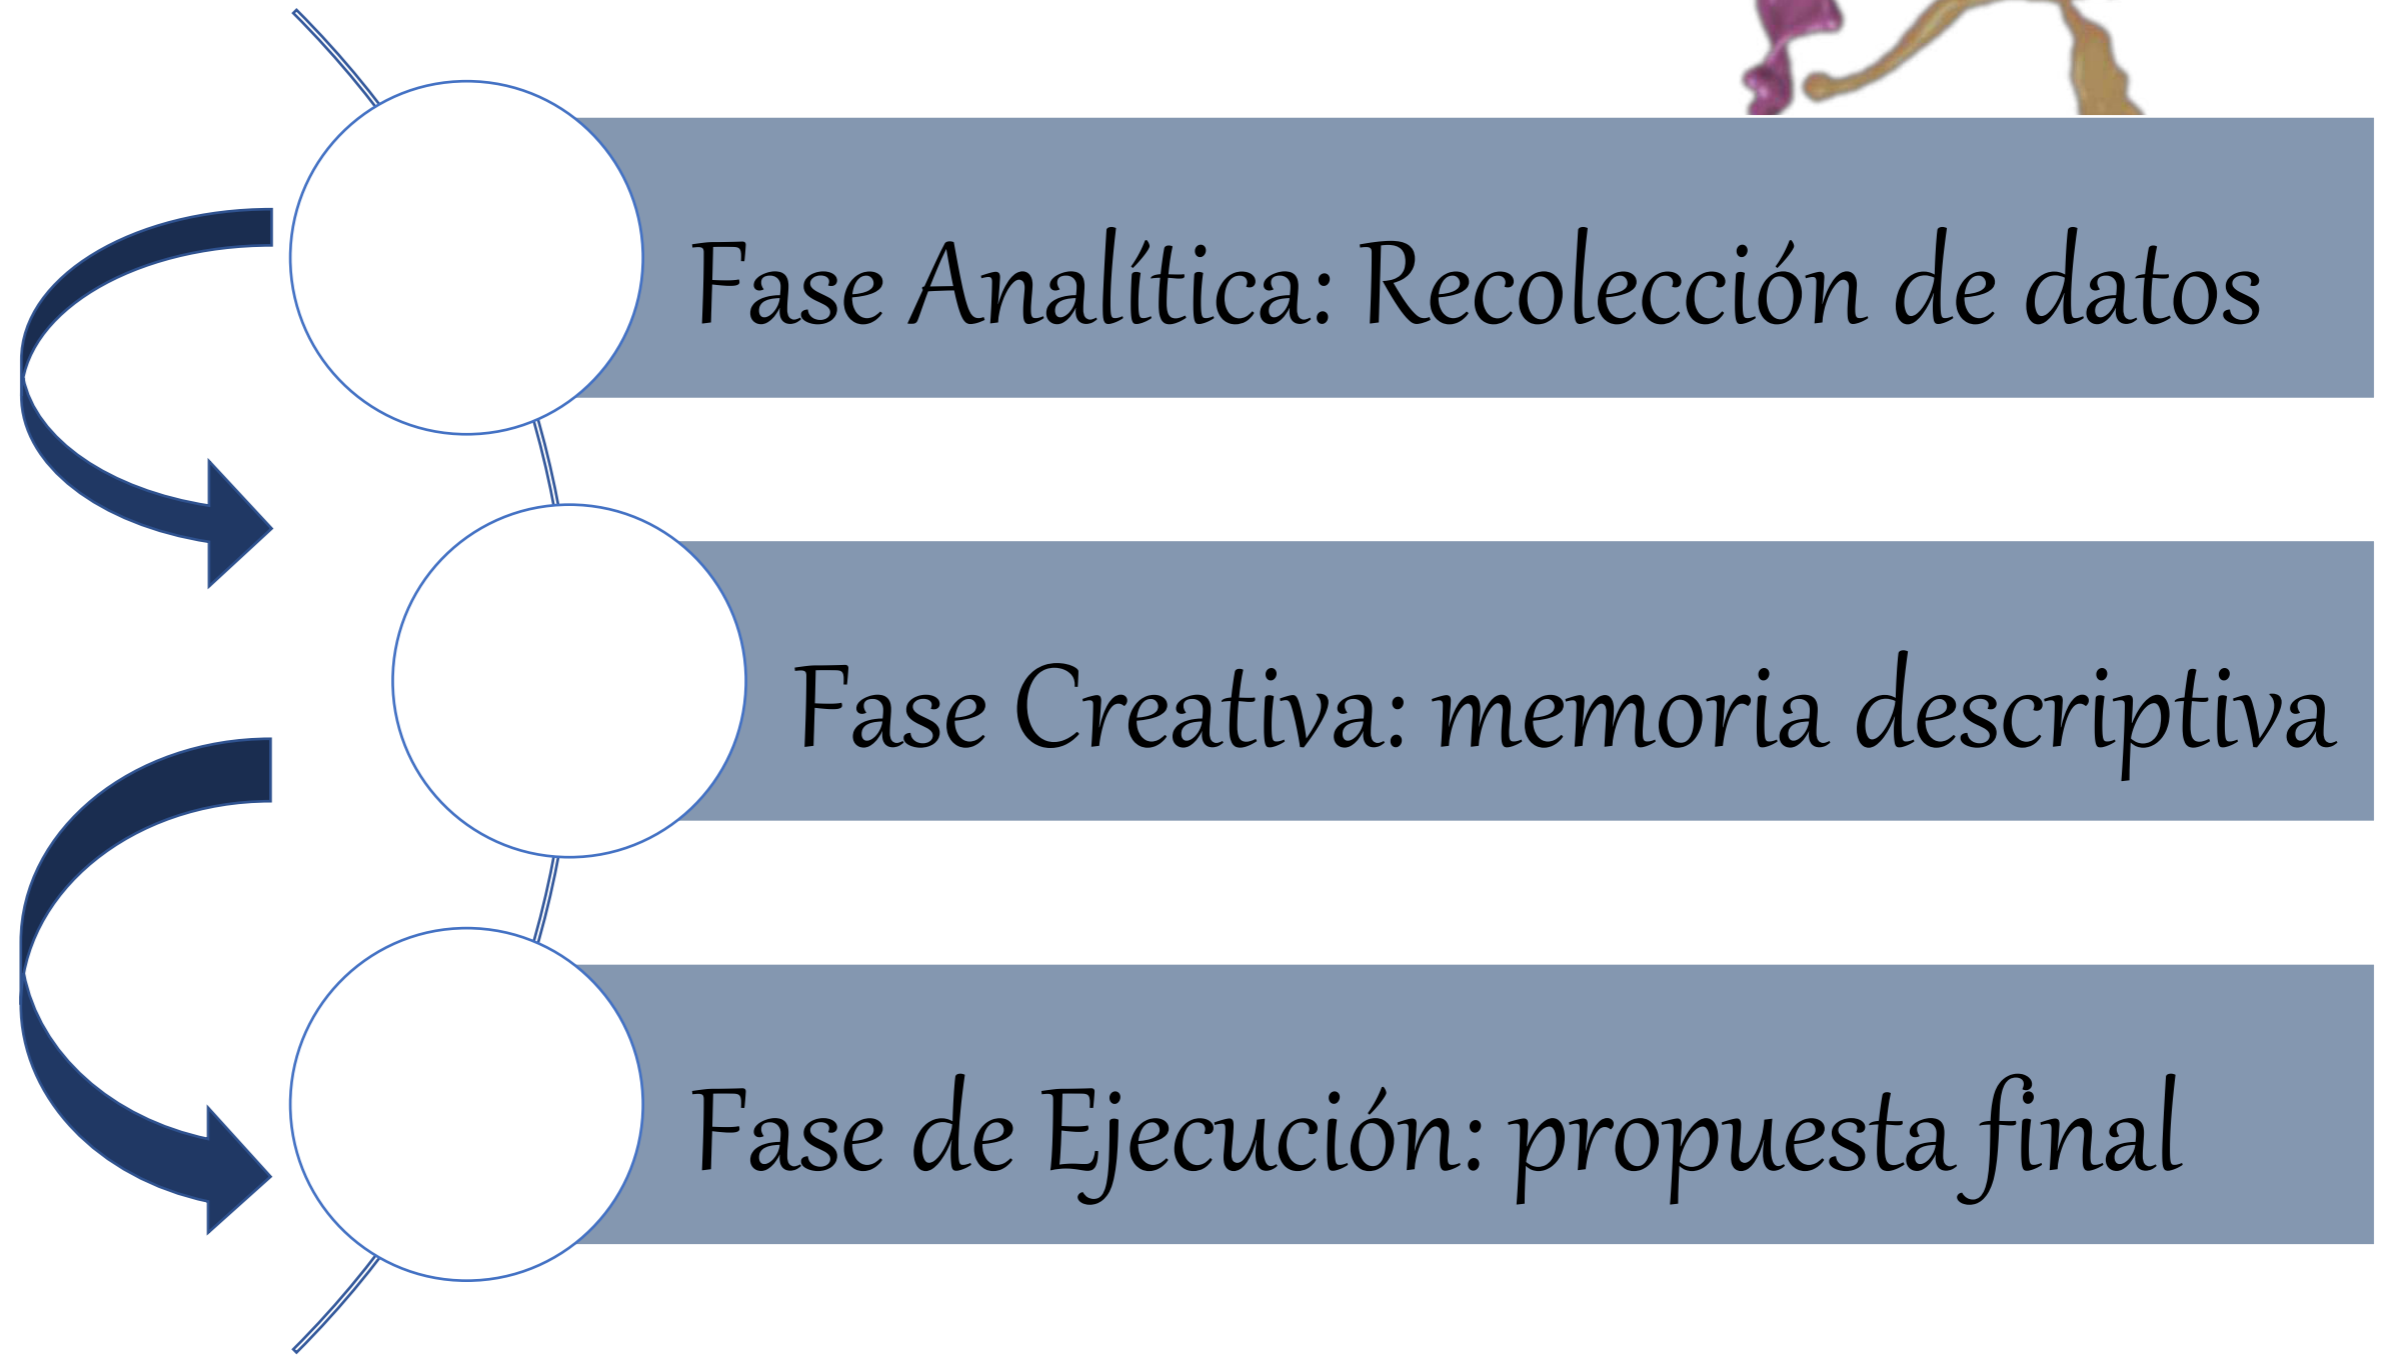 Fase Analítica: Recolección de datos
Fase Creativa: memoria descriptiva
Fase de Ejecución: propuesta final